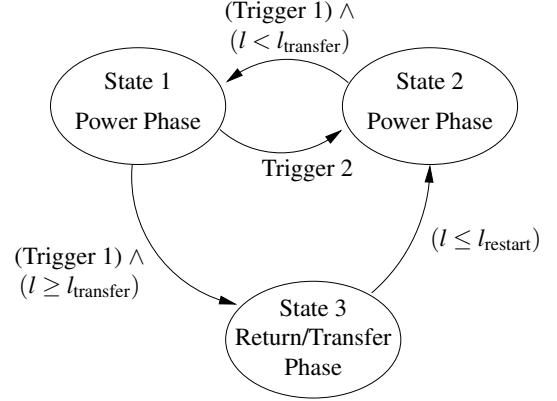 (Trigger 1) ∧
(l < l_transfer)
State 1
Power Phase
State 2
Power Phase
Trigger 2
(Trigger 1) ∧
(l ≥ l_transfer)
(l ≤ l_restart)
State 3
Return/Transfer
Phase